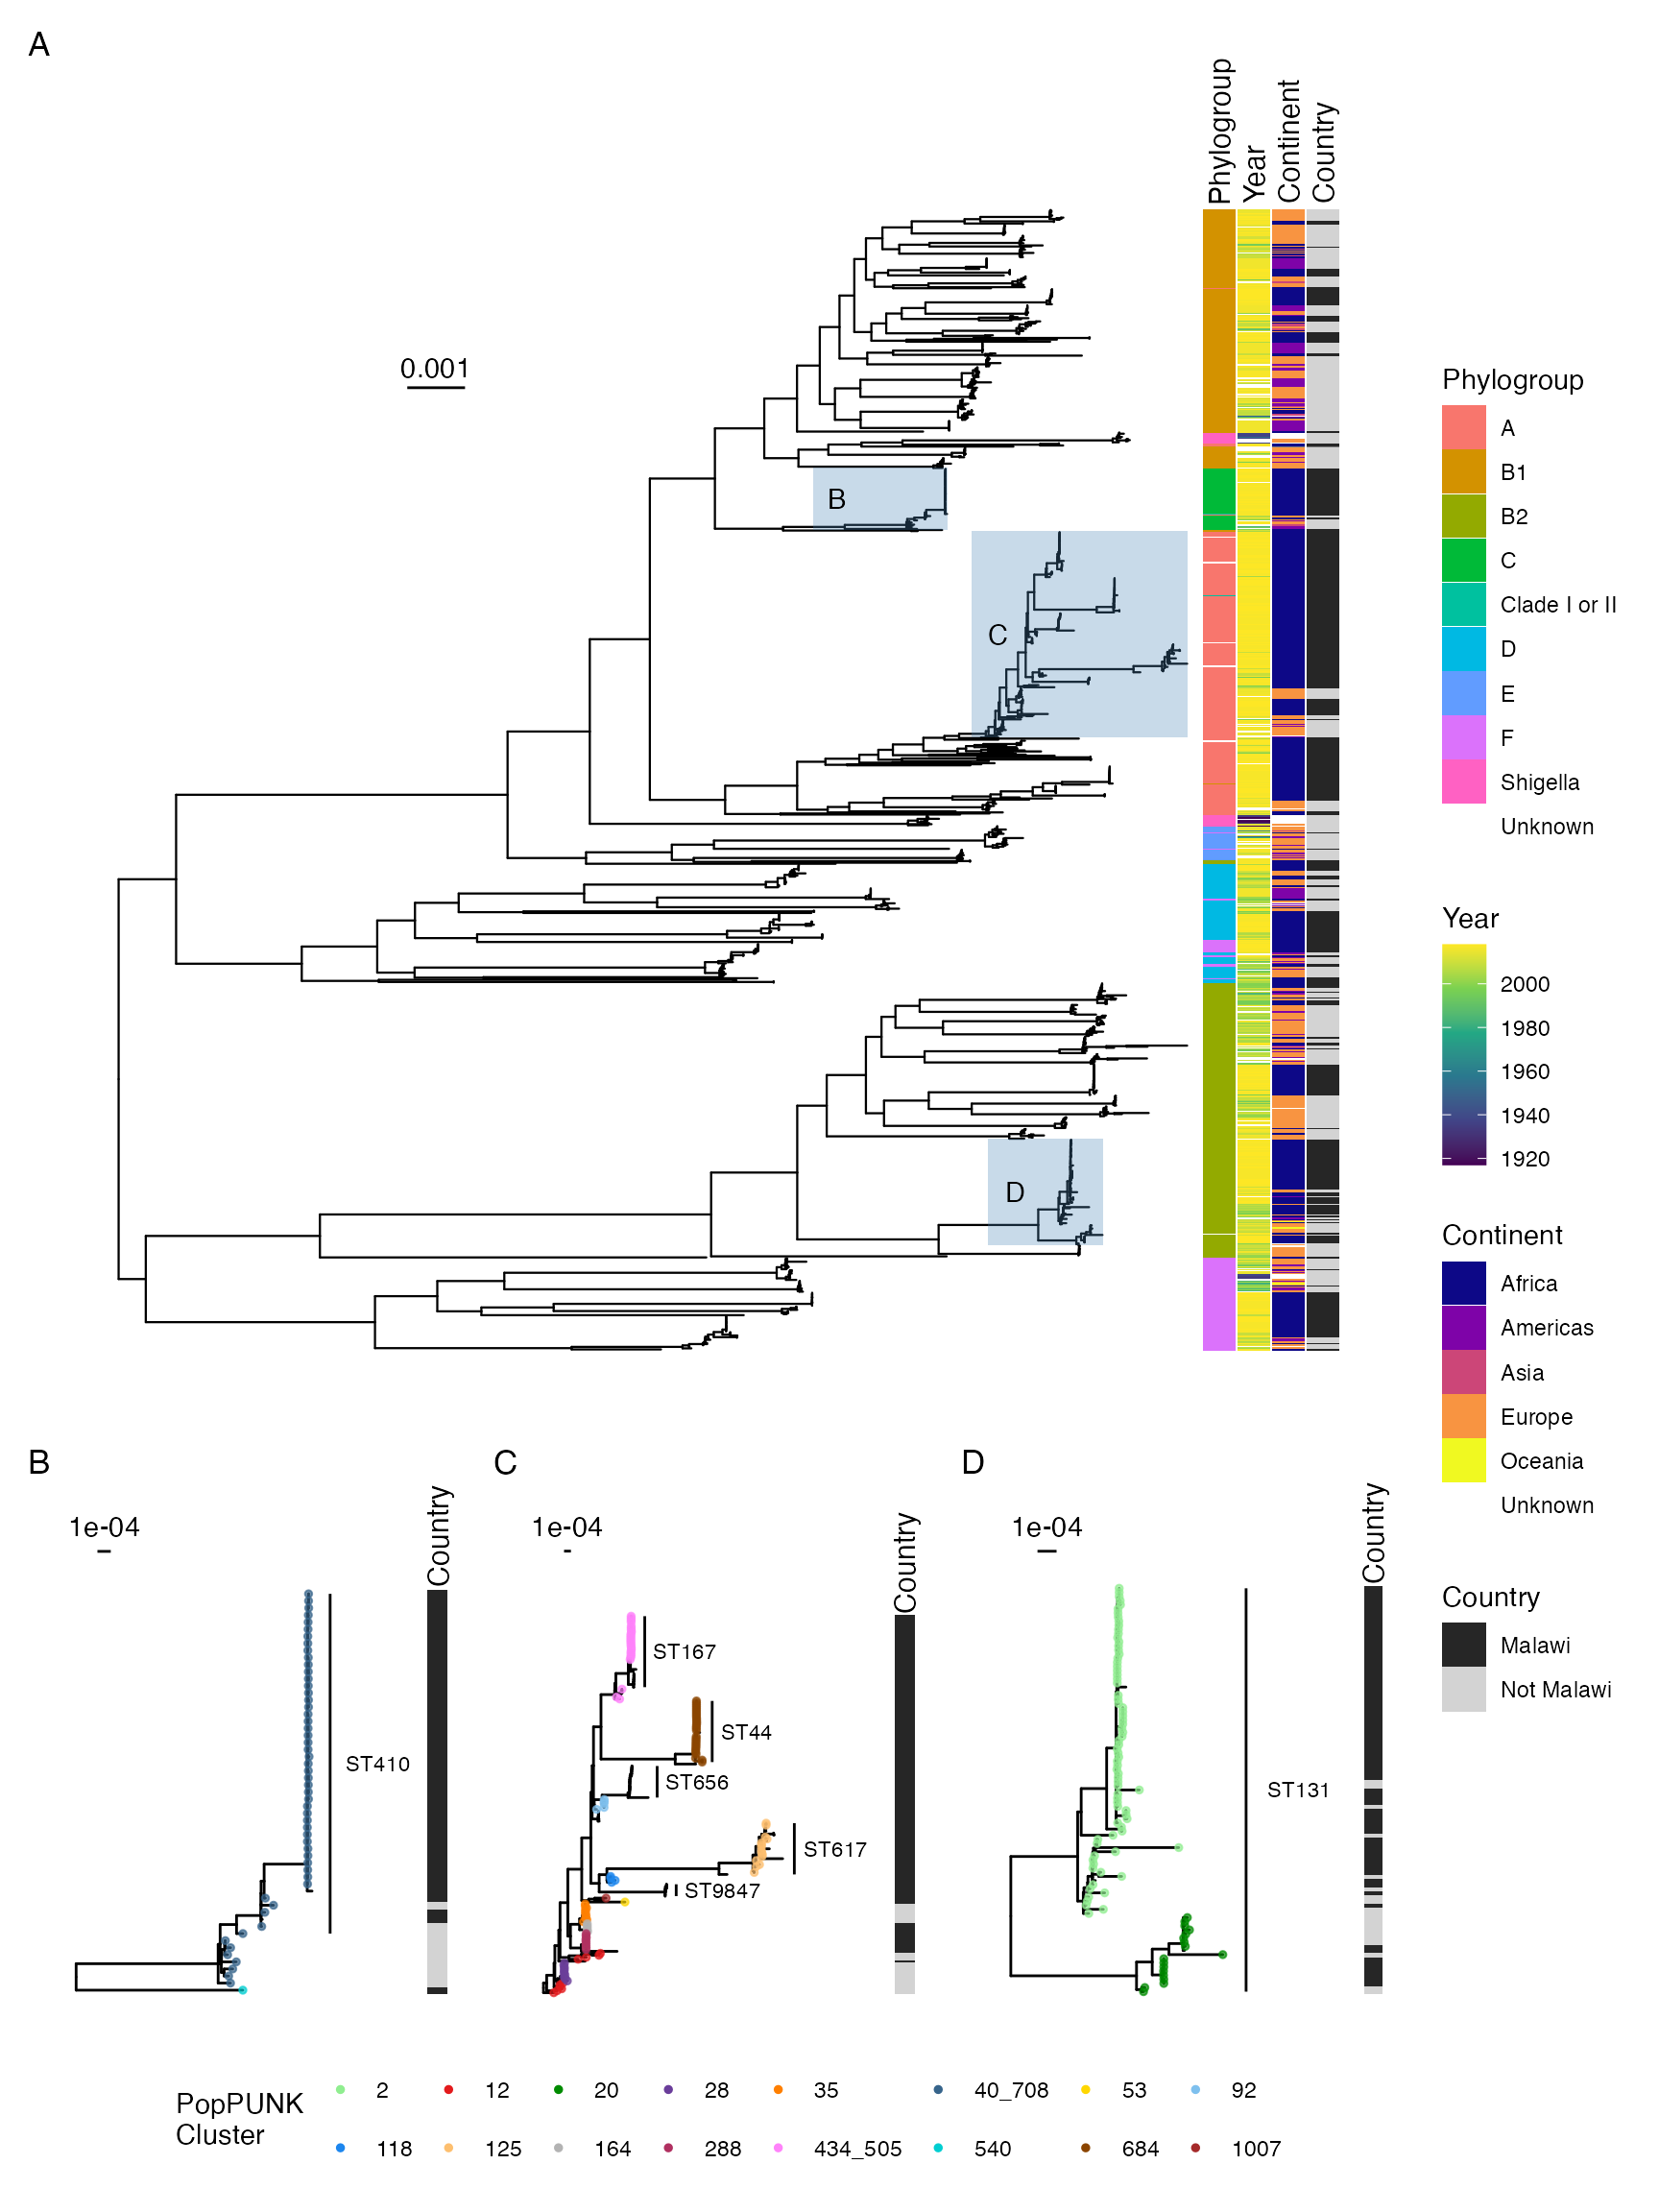 A
Phylogroup
Year
Continent
Country
0.001
B
C
D
Phylogroup
A
B1
B2
C
Clade I or II
D
E
F
Shigella
Unknown
Year
2000
1980
1960
1940
1920
Continent
Africa
Americas
Asia
Europe
Oceania
Unknown
Country
Malawi
Not Malawi
B
1e-04
Country
ST410
C
1e-04
Country
ST167
ST44
ST656
ST617
ST9847
D
1e-04
Country
ST131
PopPUNK
Cluster
2 12 20 28 35 40_708 53 92
118 125 164 288 434_505 540 684 1007